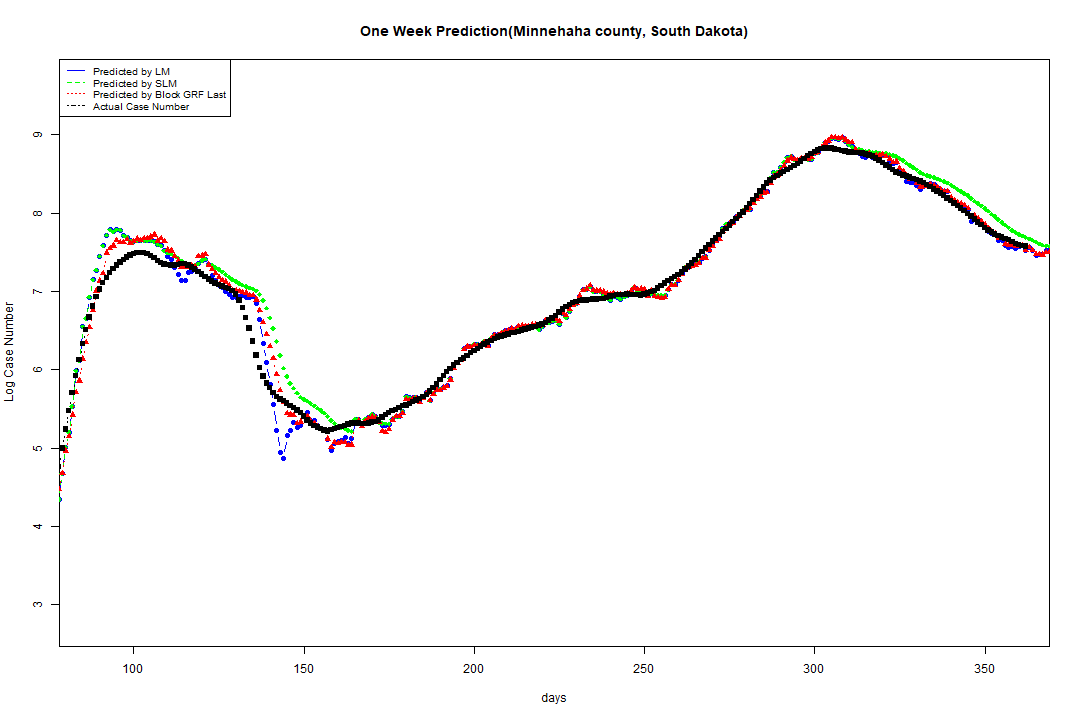 One Week Prediction(Minnehaha county, South Dakota)
Predicted by LM
Predicted by SLM
Predicted by Block GRF Last
Actual Case Number
Log Case Number
9
8
7
6
5
4
3
100 150 200 250 300 350
days